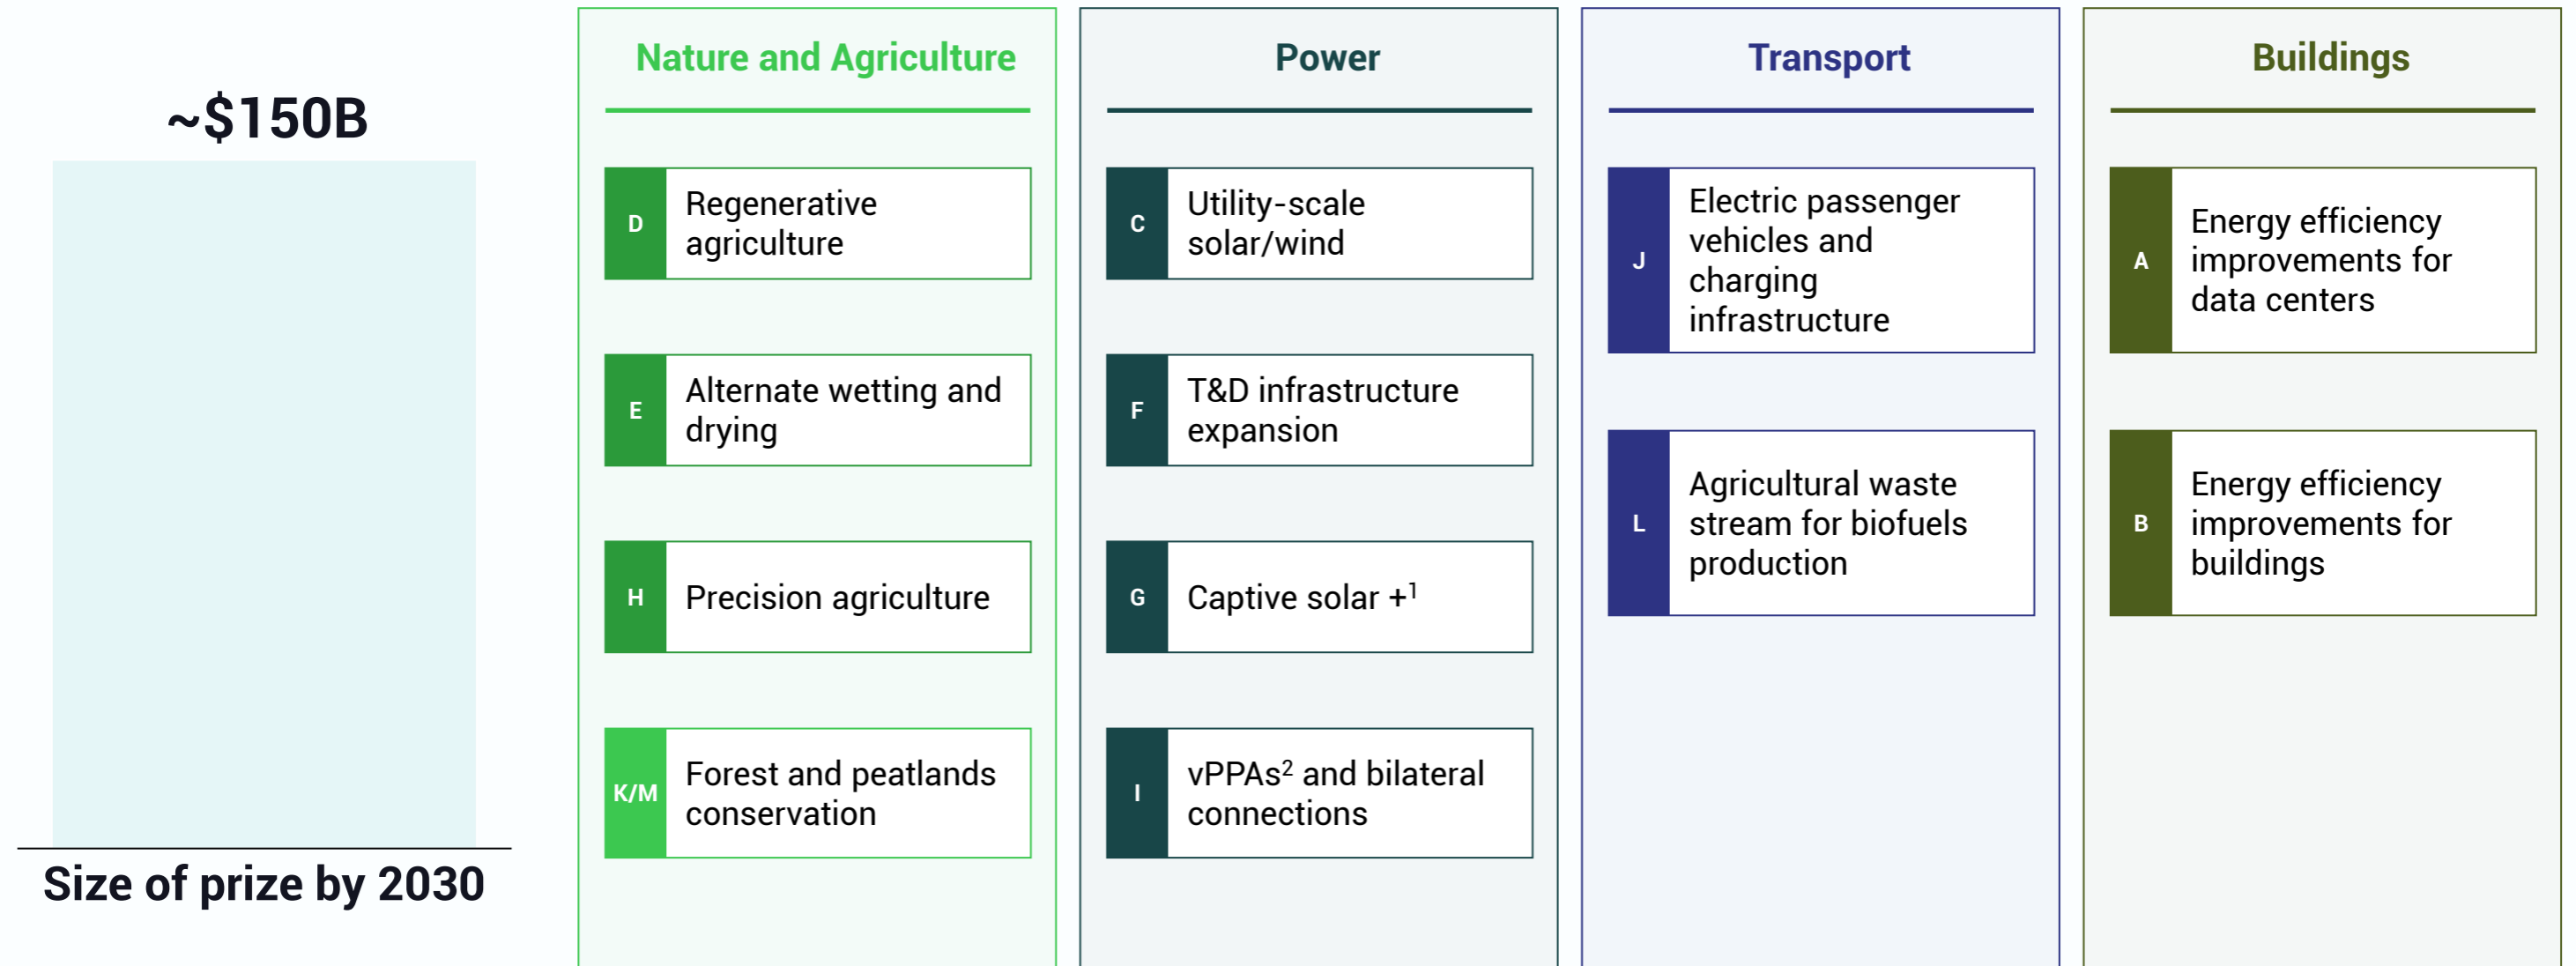 ~$150B
Size of prize by 2030
Nature and Agriculture
D
Regenerative
agriculture
E
Alternate wetting and
drying
H
Precision agriculture
K/M
Forest and peatlands
conservation
Power
C
Utility-scale
solar/wind
F
T&D infrastructure
expansion
G
Captive solar +¹
I
vPPAs² and bilateral
connections
Transport
J
Electric passenger
vehicles and
charging
infrastructure
L
Agricultural waste
stream for biofuels
production
Buildings
A
Energy efficiency
improvements for
data centers
B
Energy efficiency
improvements for
buildings